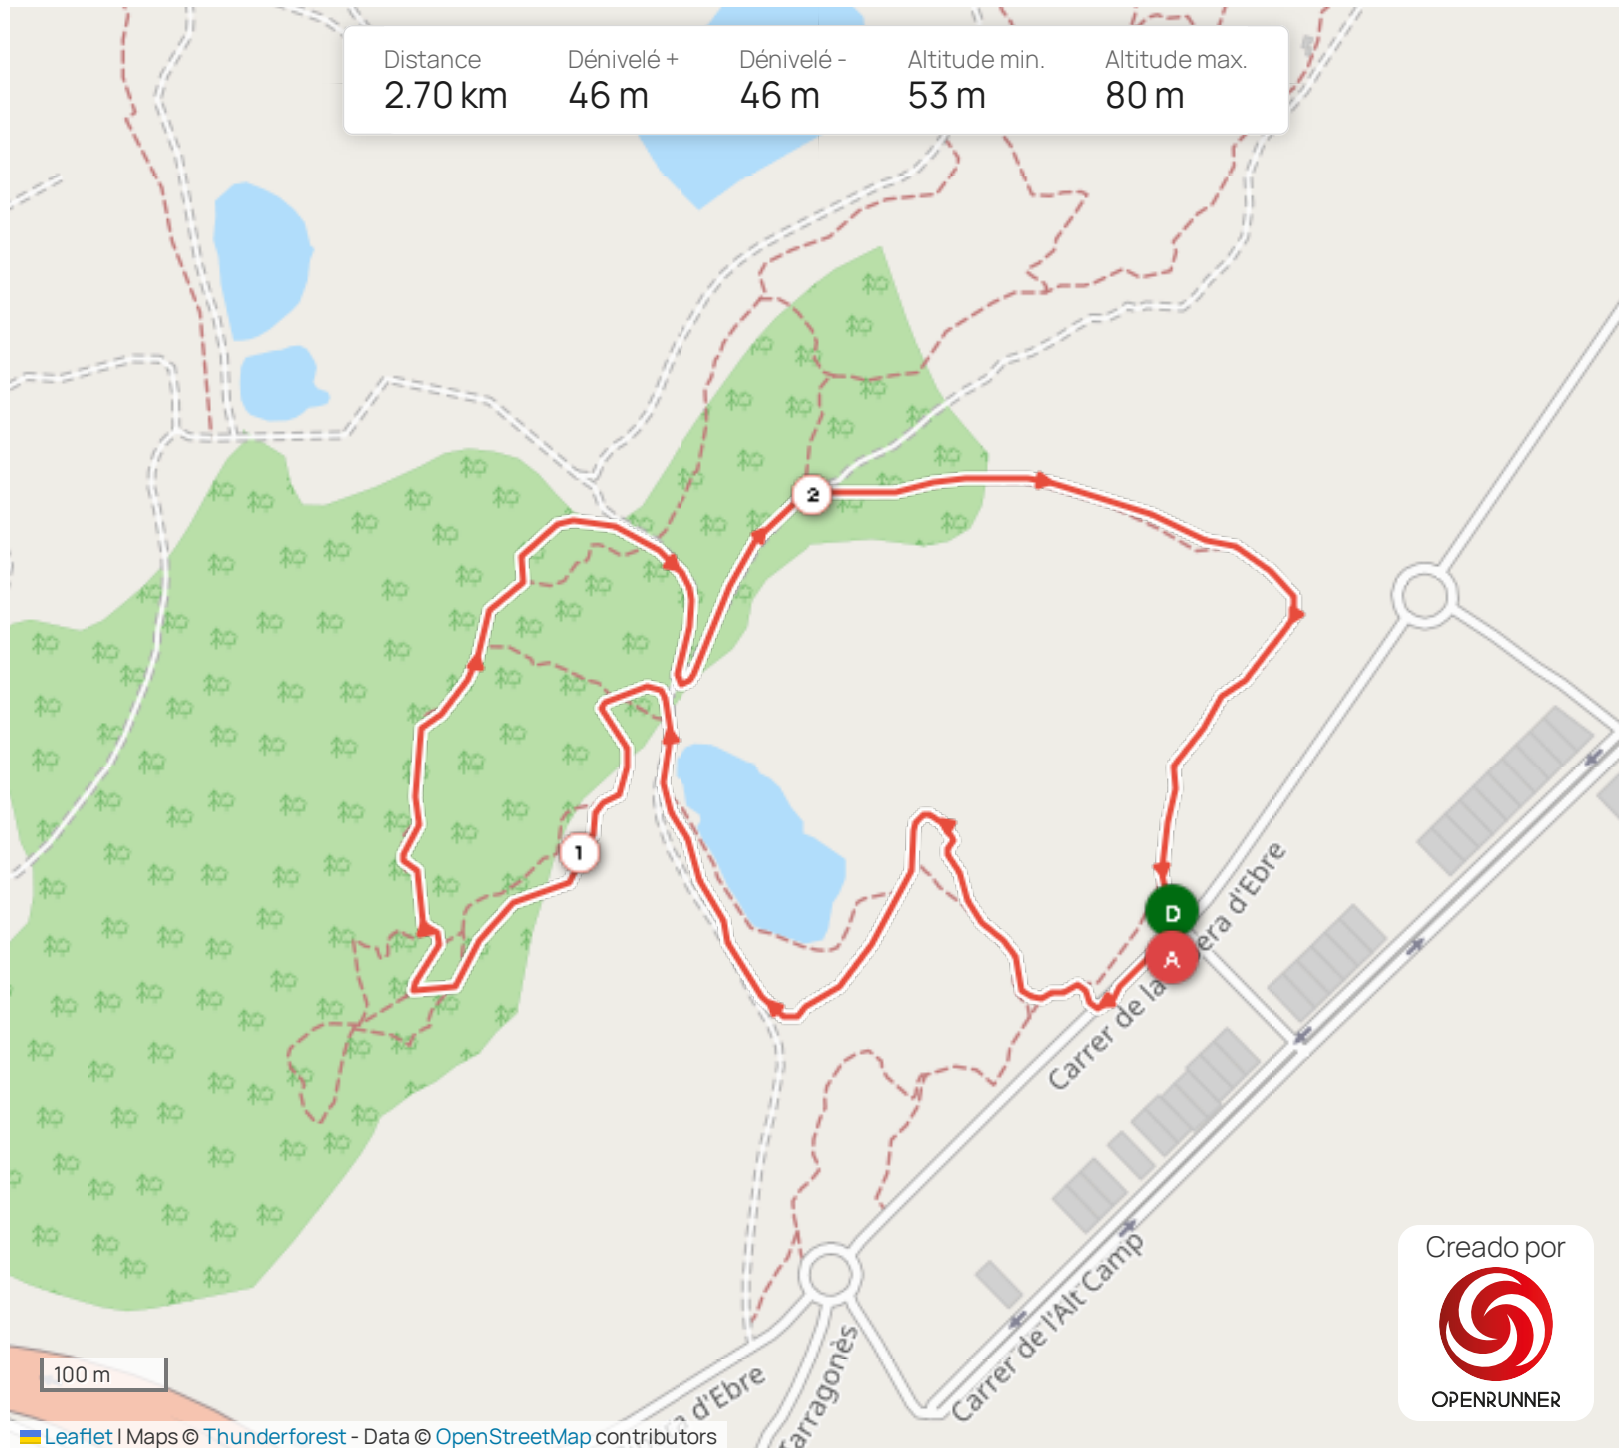 Distance
2.70 km
Dénivelé +
46 m
Dénivelé -
46 m
Altitude min.
53 m
Altitude max.
80 m
2
1
D
A
era d'Ebre
Carrer de la
Carrer de l'Alt Camp
a d'Ebre
arragonès
Creado por
OPENRUNNER
100 m
Leaflet | Maps © Thunderforest - Data © OpenStreetMap contributors